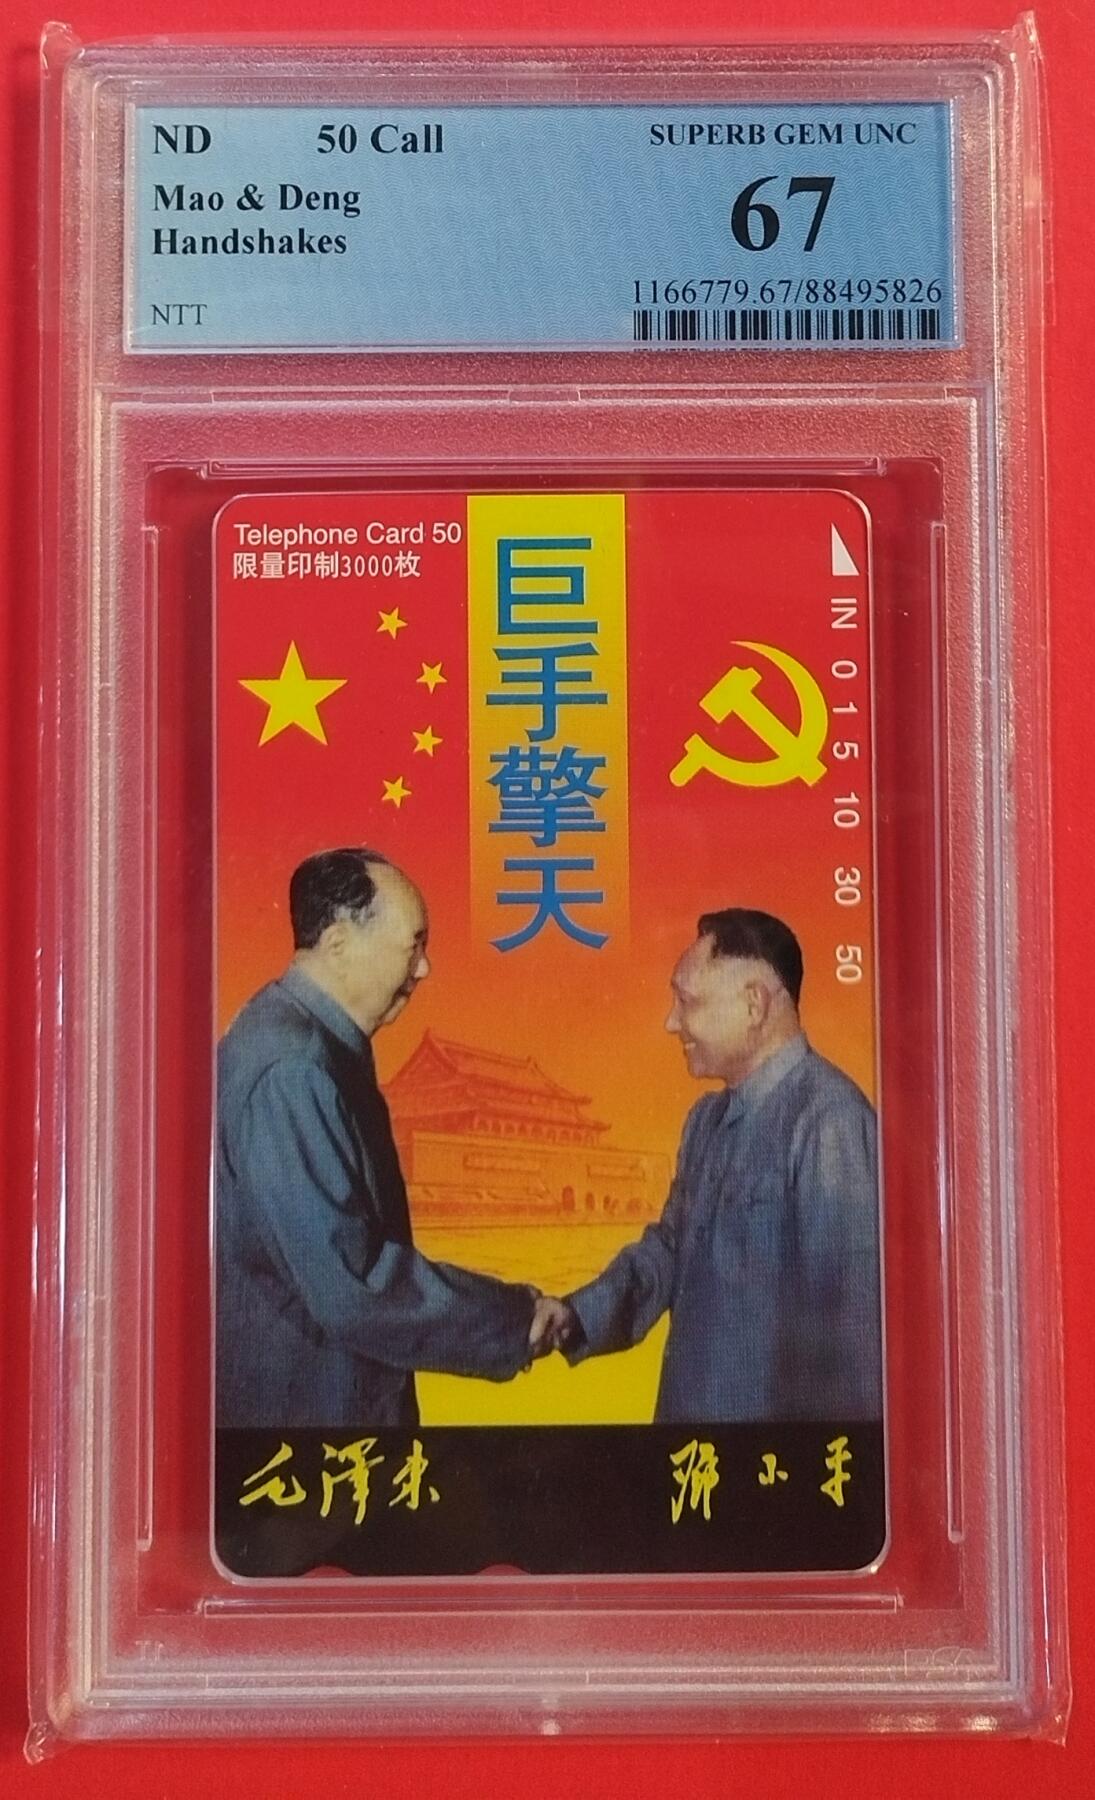 ND 50 Call
SUPERB GEM UNC
Mao & Deng
Handshakes
67
NTT
1166779.67/88495826
Telephone Card 50
限量印制3000枚
巨手擎天
IN 0 1 5 10 30 50
毛澤东
鄧小平
PSA